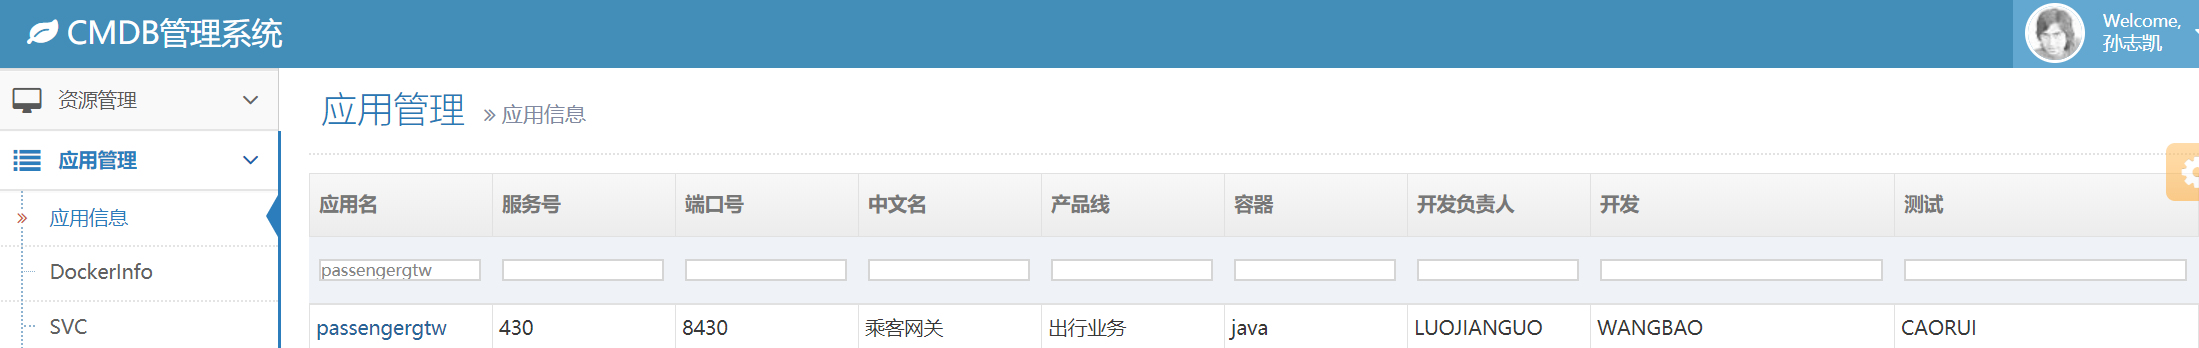 CMDB管理系统
Welcome,
孙志凯
资源管理
应用管理
应用信息
DockerInfo
SVC
应用管理 » 应用信息
应用名 服务号 端口号 中文名 产品线 容器 开发负责人 开发 测试
passengergtw
passengergtw 430 8430 乘客网关 出行业务 java LUOJIANGUO WANGBAO CAORUI